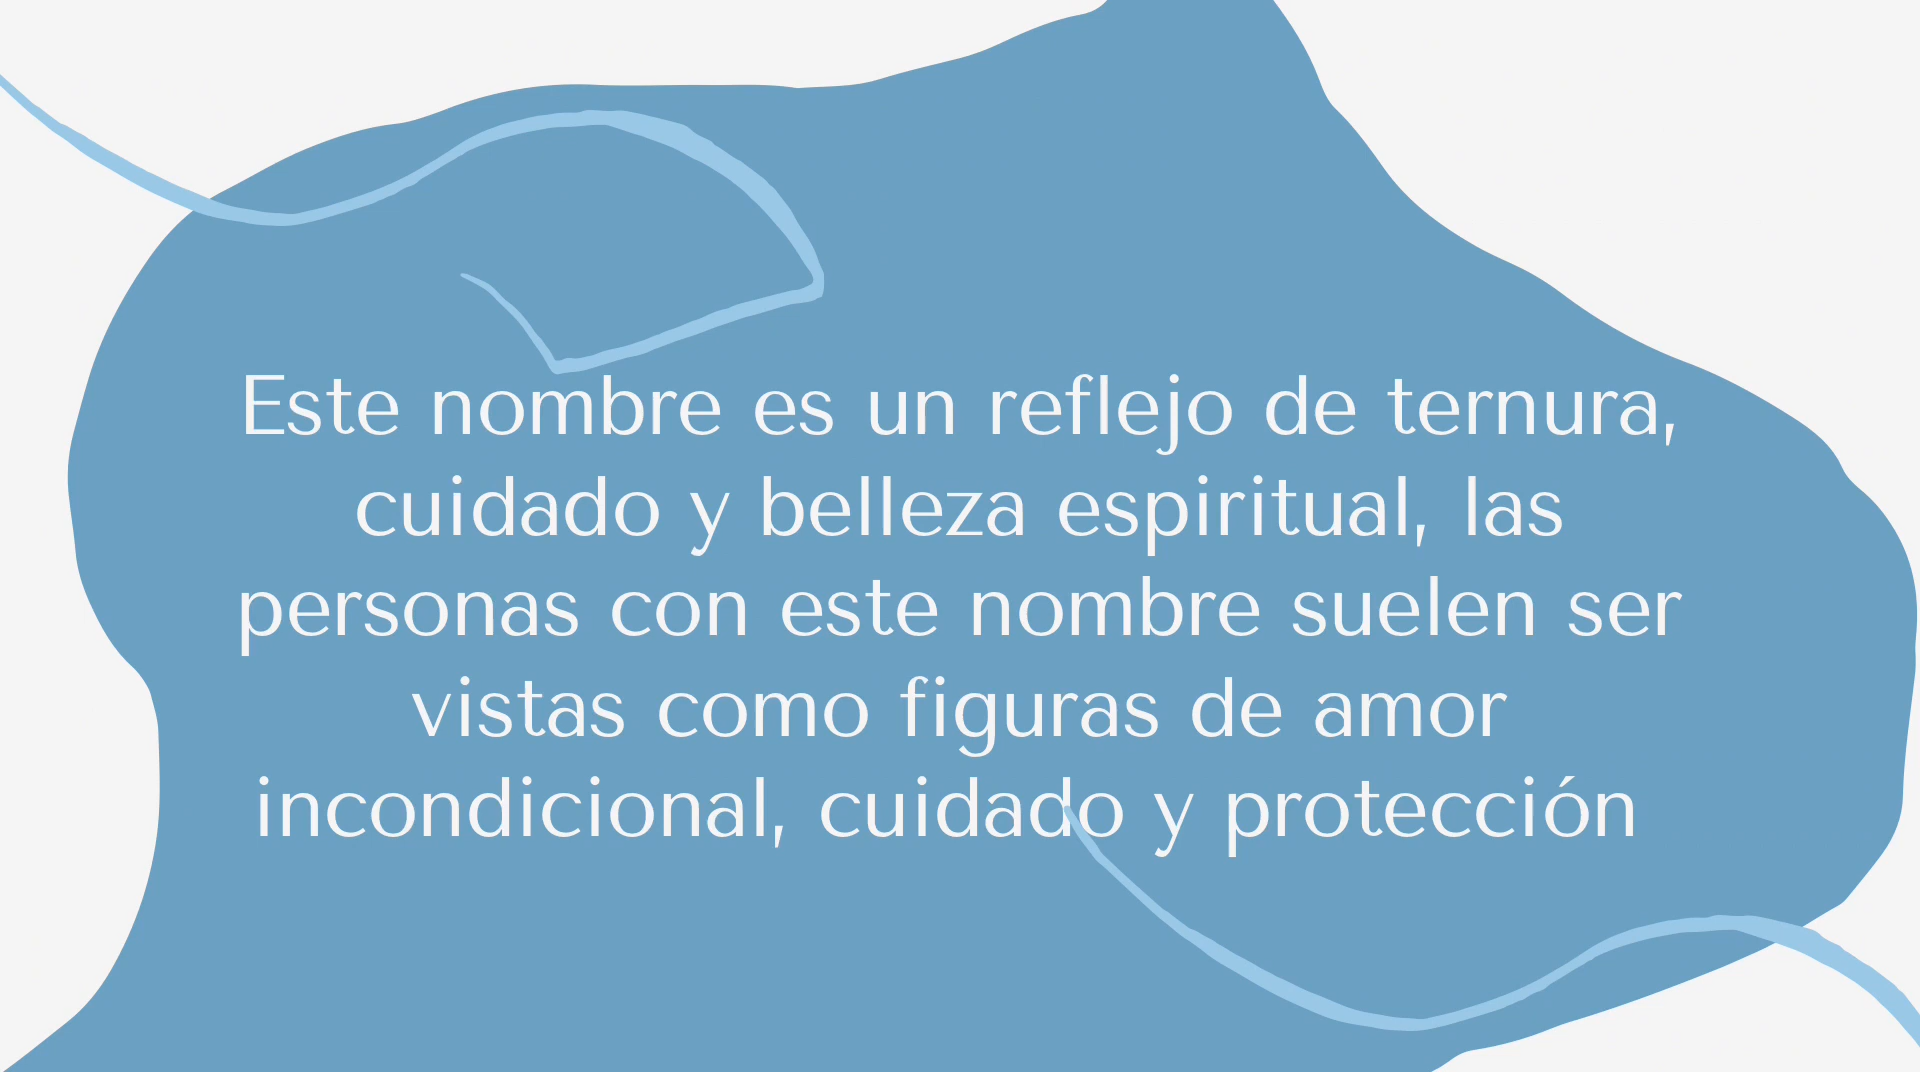 Este nombre es un reflejo de ternura,
cuidado y belleza espiritual, las
personas con este nombre suelen ser
vistas como figuras de amor
incondicional, cuidado y protección